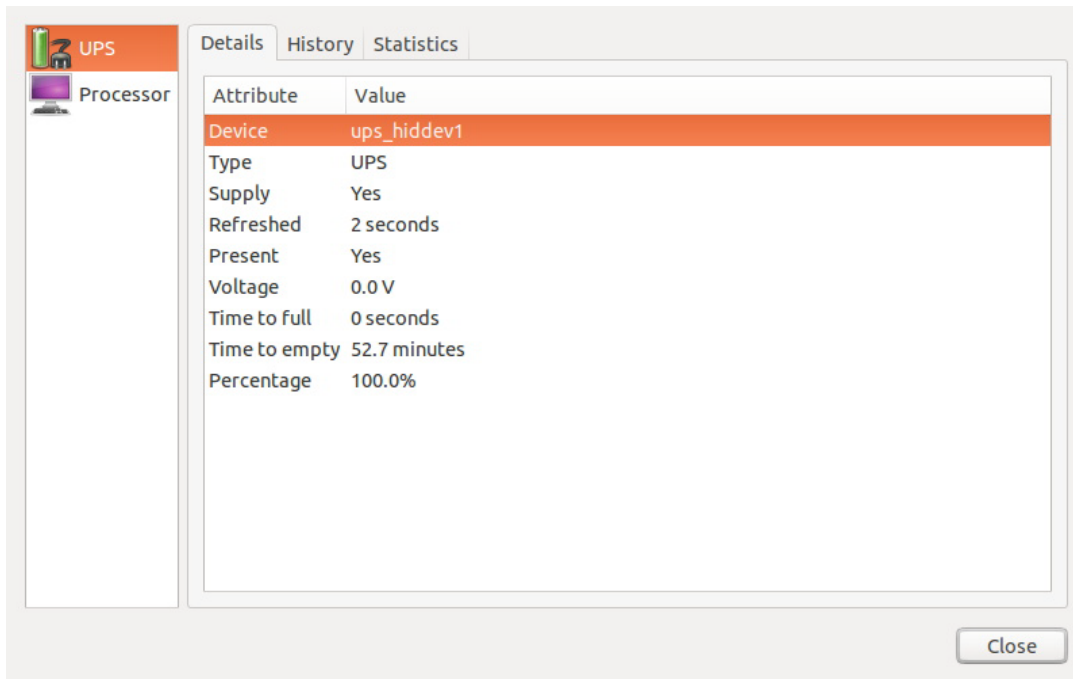 UPS
Processor
Details History Statistics
Attribute Value
Device ups_hiddev1
Type UPS
Supply Yes
Refreshed 2 seconds
Present Yes
Voltage 0.0 V
Time to full 0 seconds
Time to empty 52.7 minutes
Percentage 100.0%
Close